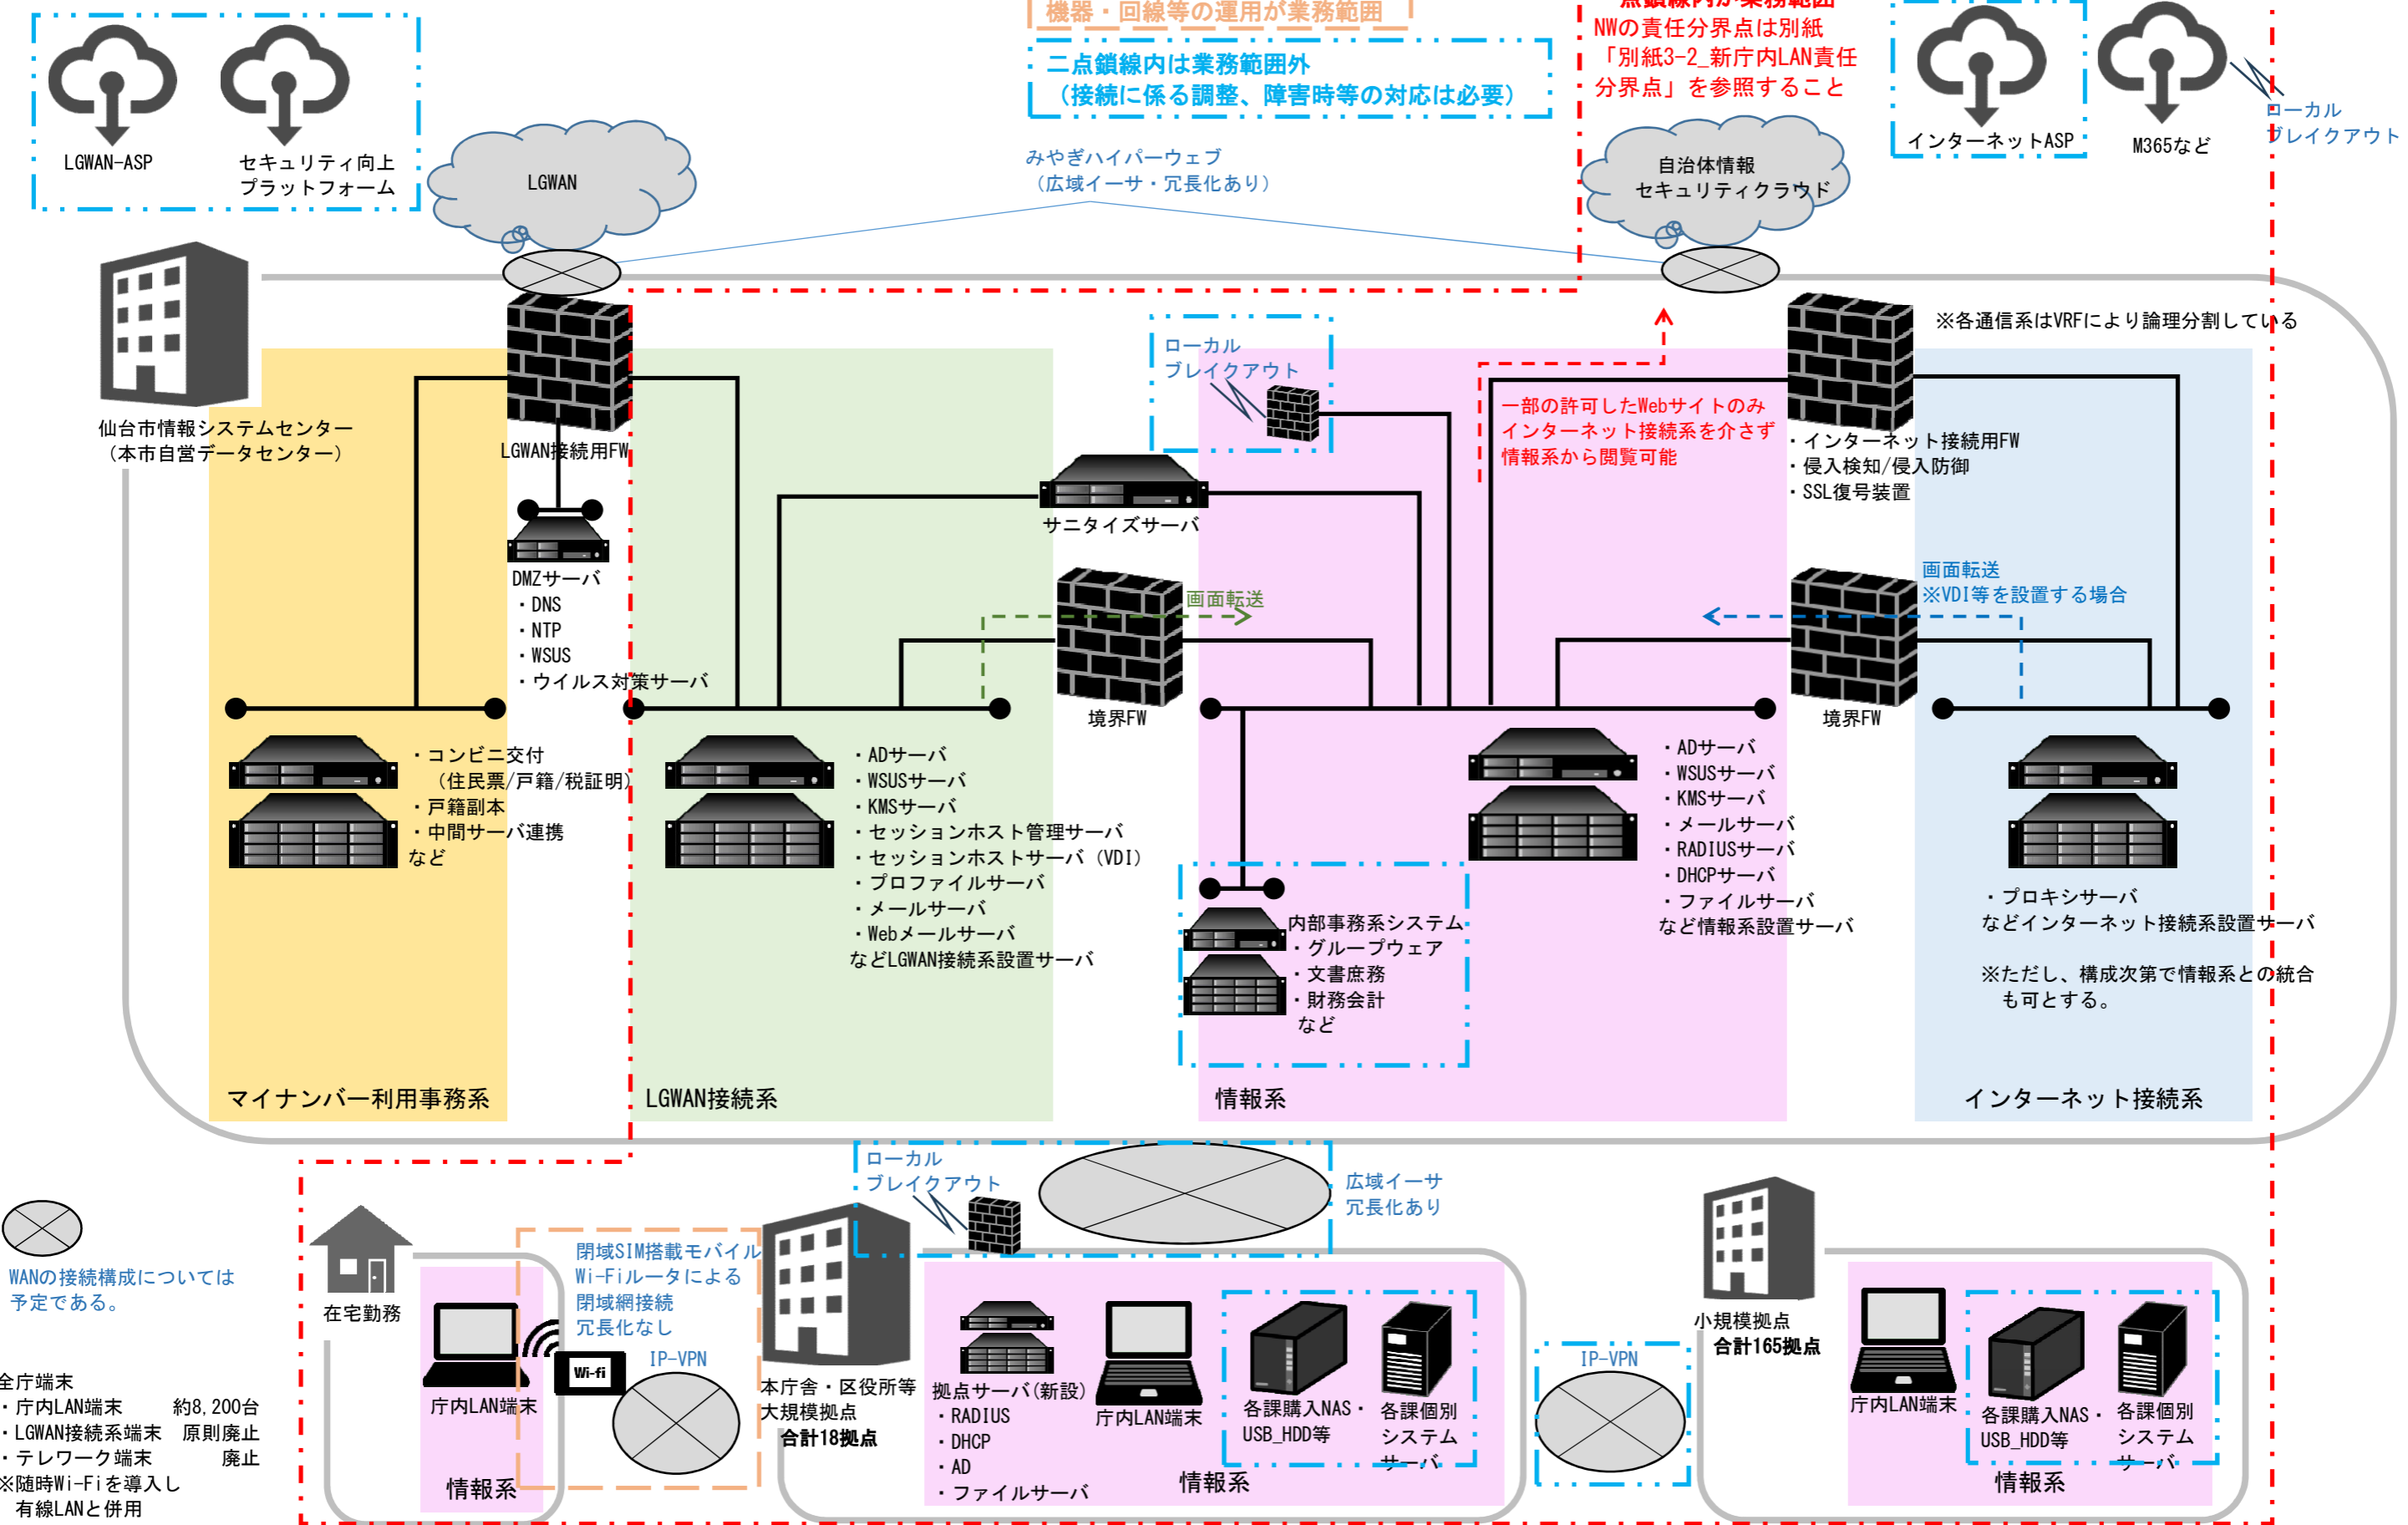 機器・回線等の運用が業務範囲
二点鎖線内は業務範囲外
(接続に係る調整、障害時等の対応は必要)
一点鎖線内が業務範囲
NWの責任分界点は別紙
「別紙3-2_新庁内LAN責任
分界点」を参照すること
LGWAN-ASP
セキュリティ向上
プラットフォーム
LGWAN
みやぎハイパーウェブ
(広域イーサ・冗長化あり)
自治体情報
セキュリティクラウド
インターネットASP
M365など
ローカル
ブレイクアウト
仙台市情報システムセンター
(本市自営データセンター)
LGWAN接続用FW
DMZサーバ
・DNS
・NTP
・WSUS
・ウイルス対策サーバ
ローカル
ブレイクアウト
サニタイズサーバ
一部の許可したWebサイトのみ
インターネット接続系を介さず
情報系から閲覧可能
※各通信系はVRFにより論理分割している
・インターネット接続用FW
・侵入検知/侵入防御
・SSL復号装置
画面転送
境界FW
画面転送
※VDI等を設置する場合
境界FW
・コンビニ交付
(住民票/戸籍/税証明)
・戸籍副本
・中間サーバ連携
など
マイナンバー利用事務系
・ADサーバ
・WSUSサーバ
・KMSサーバ
・セッションホスト管理サーバ
・セッションホストサーバ(VDI)
・プロファイルサーバ
・メールサーバ
・Webメールサーバ
などLGWAN接続系設置サーバ
LGWAN接続系
内部事務系システム
・グループウェア
・文書庶務
・財務会計
など
・ADサーバ
・WSUSサーバ
・KMSサーバ
・メールサーバ
・RADIUSサーバ
・DHCPサーバ
・ファイルサーバ
など情報系設置サーバ
情報系
・プロキシサーバ
などインターネット接続系設置サーバ
※ただし、構成次第で情報系との統合
も可とする。
インターネット接続系
WANの接続構成については
予定である。
全庁端末
・庁内LAN端末 約8,200台
・LGWAN接続系端末 原則廃止
・テレワーク端末 廃止
※随時Wi-Fiを導入し
有線LANと併用
在宅勤務
庁内LAN端末
情報系
閉域SIM搭載モバイル
Wi-Fiルータによる
閉域網接続
冗長化なし
Wi-fi
IP-VPN
ローカル
ブレイクアウト
広域イーサ
冗長化あり
本庁舎・区役所等
大規模拠点
合計18拠点
拠点サーバ(新設)
・RADIUS
・DHCP
・AD
・ファイルサーバ
庁内LAN端末
各課購入NAS・
USB_HDD等
各課個別
システム
サーバ
情報系
IP-VPN
小規模拠点
合計165拠点
庁内LAN端末
各課購入NAS・
USB_HDD等
各課個別
システム
サーバ
情報系